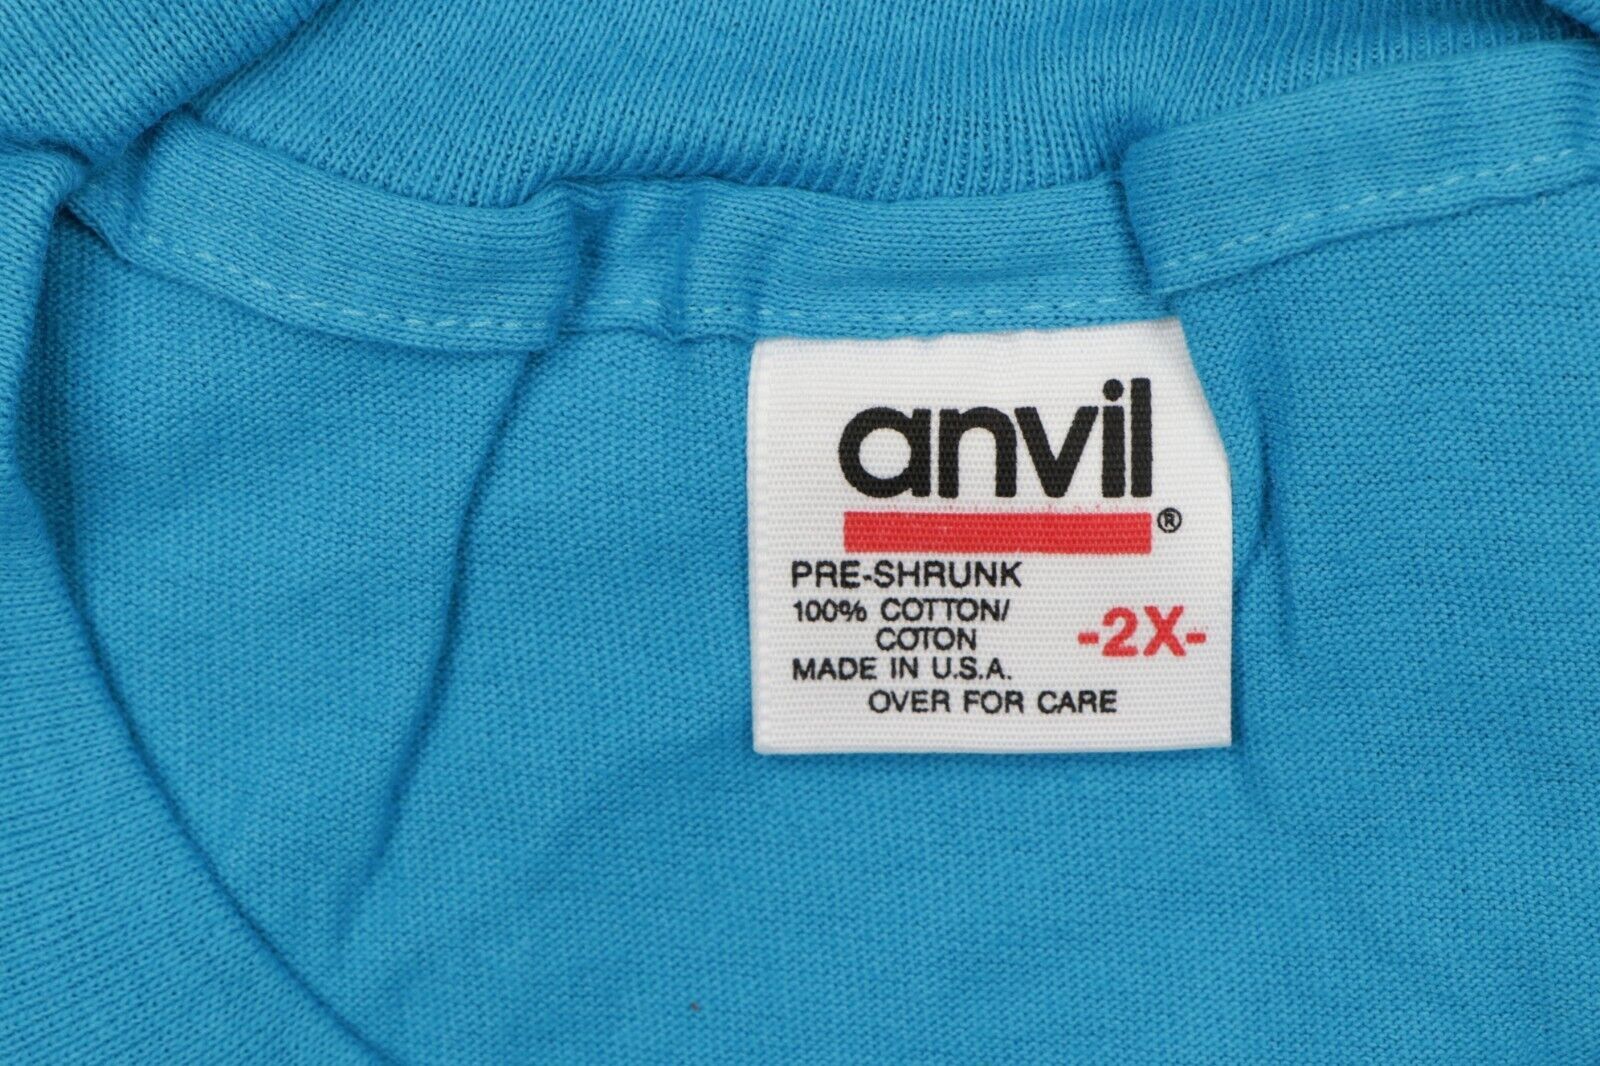 anvil®
PRE-SHRUNK
100% COTTON/
COTON
-2X-
MADE IN U.S.A.
OVER FOR CARE